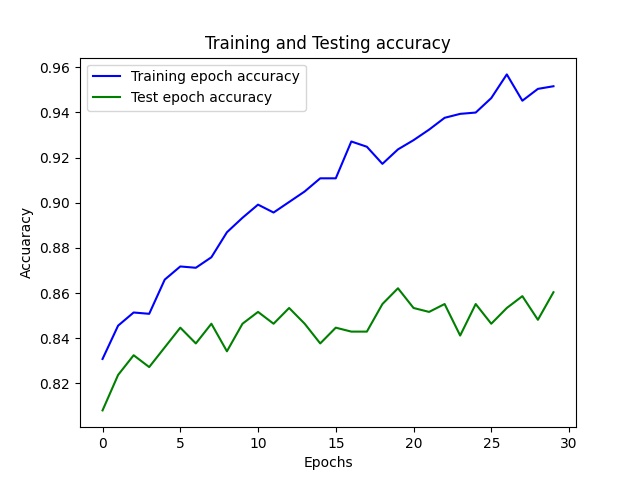 Training and Testing accuracy
Training epoch accuracy
Test epoch accuracy
0.96
0.94
0.92
0.90
0.88
0.86
0.84
0.82
Accuaracy
0 5 10 15 20 25 30
Epochs